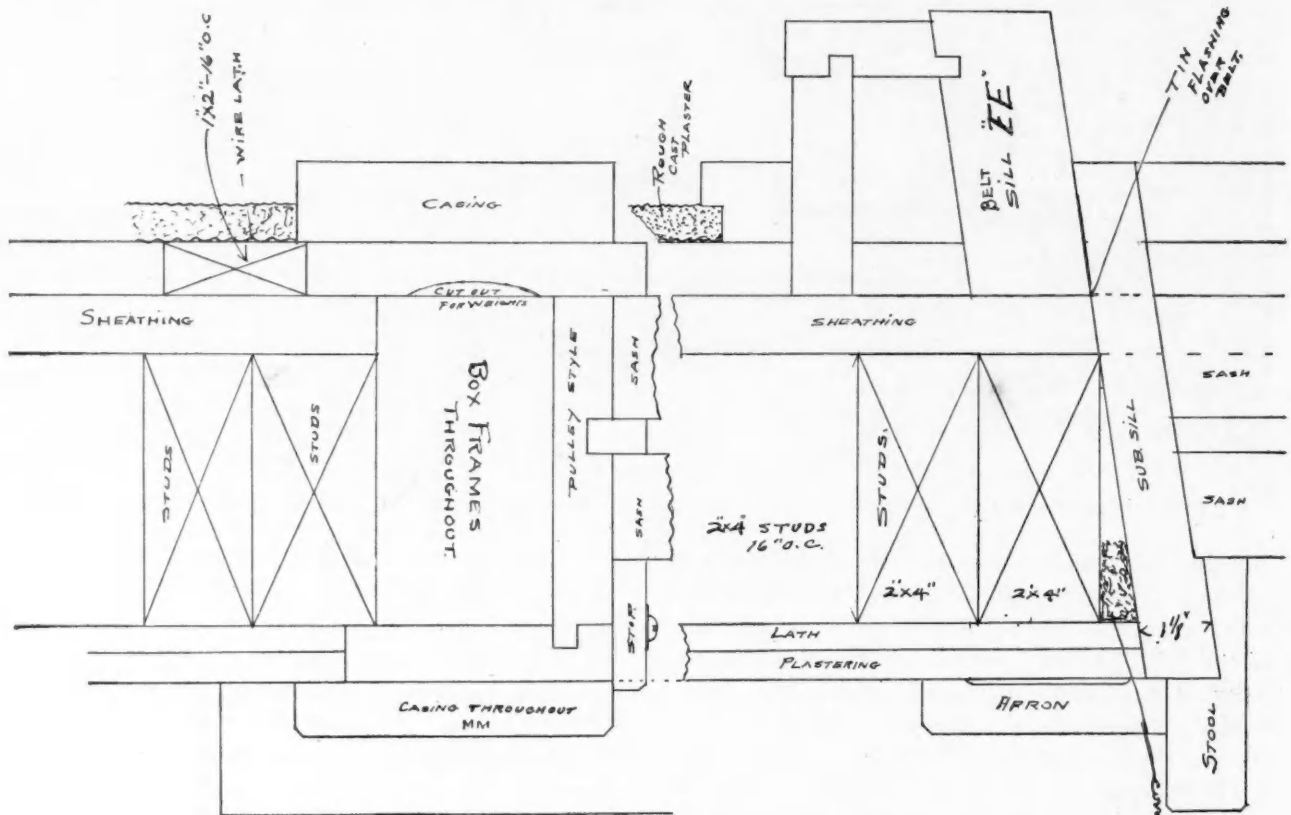 1"X2"-16"O.C
WIRE LATH
CASING
ROUGH
CAST
PLASTER
BELT
SILL "EE"
TIN
FLASHING
OVER
BELT.
CUT OUT
FOR WEIGHTS
SHEATHING
SHEATHING
STUDS
STUDS
BOX FRAMES
THROUGHOUT.
PULLEY STYLE
SASH
SASH
STOP.
2"X4" STUDS
16"O.C.
STUDS.
2"X4"
2"X4"
SUB. SILL
SASH
SASH
1 1/8"
LATH
PLASTERING
CASING THROUGHOUT
MM
APRON
STOOL